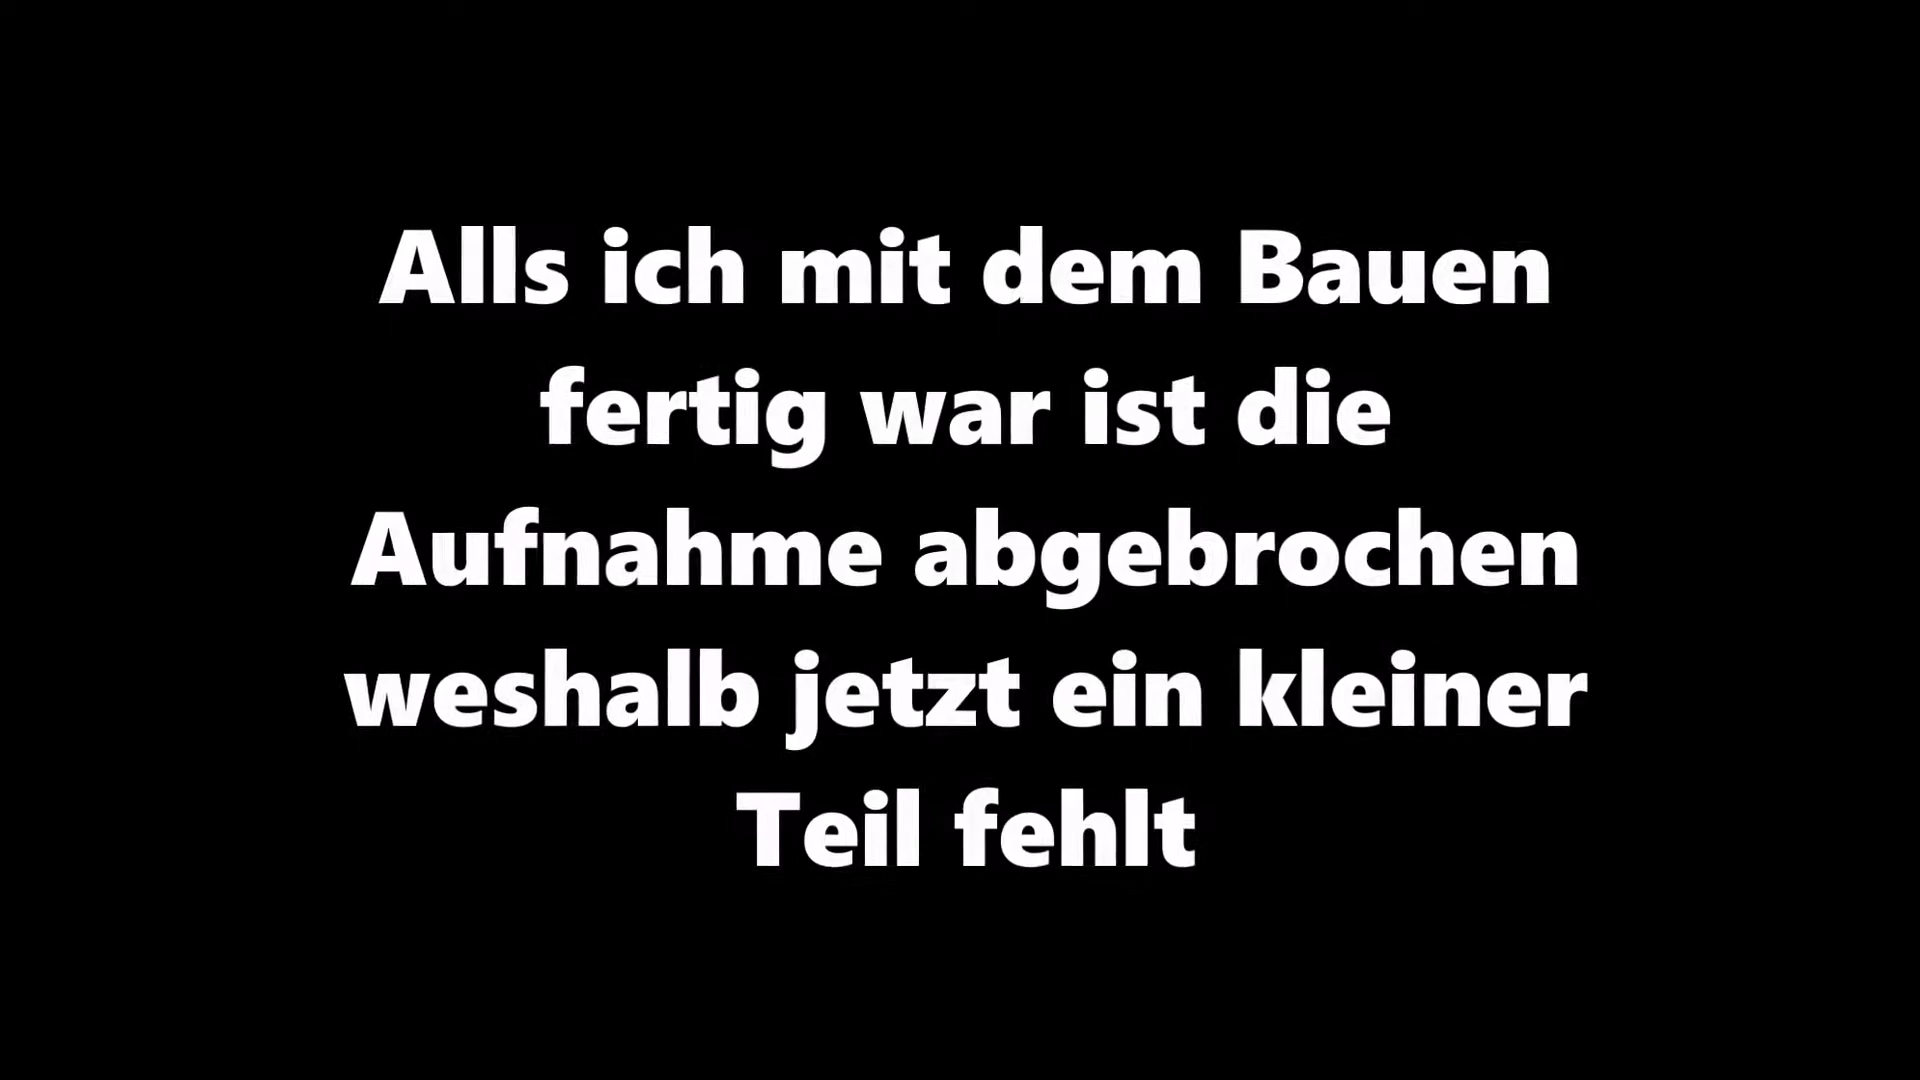 Alls ich mit dem Bauen
fertig war ist die
Aufnahme abgebrochen
weshalb jetzt ein kleiner
Teil fehlt